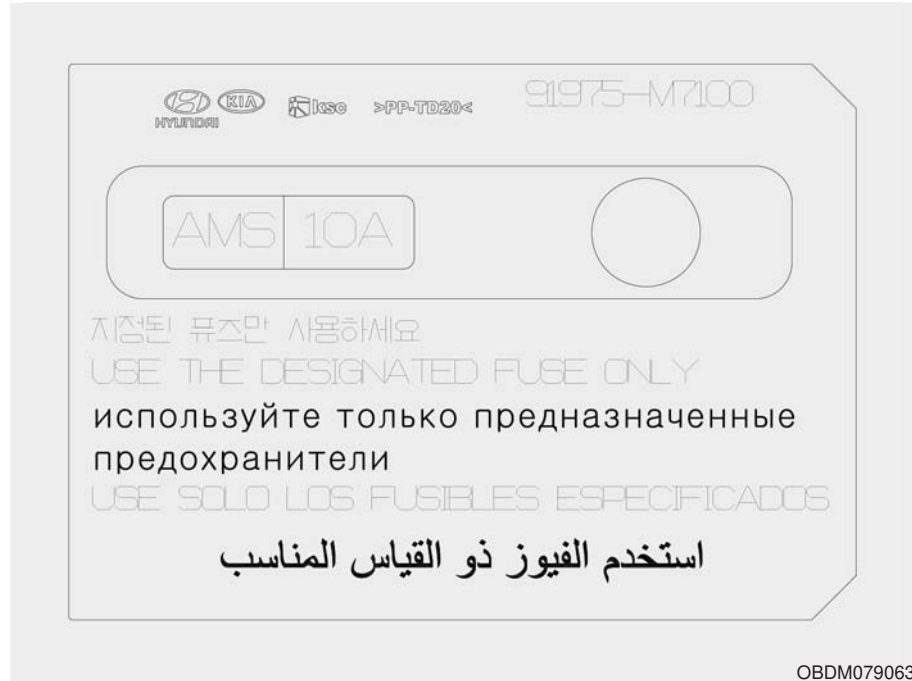 HYUNDAI KIA ksc >PP-TD20< 91975-M7100
AMS 10A
지정된 퓨즈만 사용하세요
USE THE DESIGNATED FUSE ONLY
используйте только предназначенные
предохранители
USE SOLO LOS FUSIBLES ESPECIFICADOS
استخدم الفيوز ذو القياس المناسب
OBDM079063